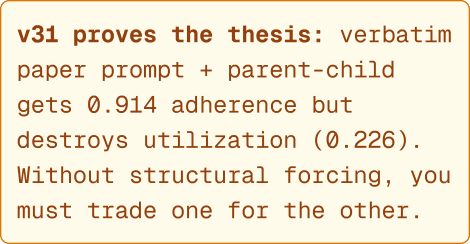 v31 proves the thesis: verbatim
paper prompt + parent-child
gets 0.914 adherence but
destroys utilization (0.226).
Without structural forcing, you
must trade one for the other.